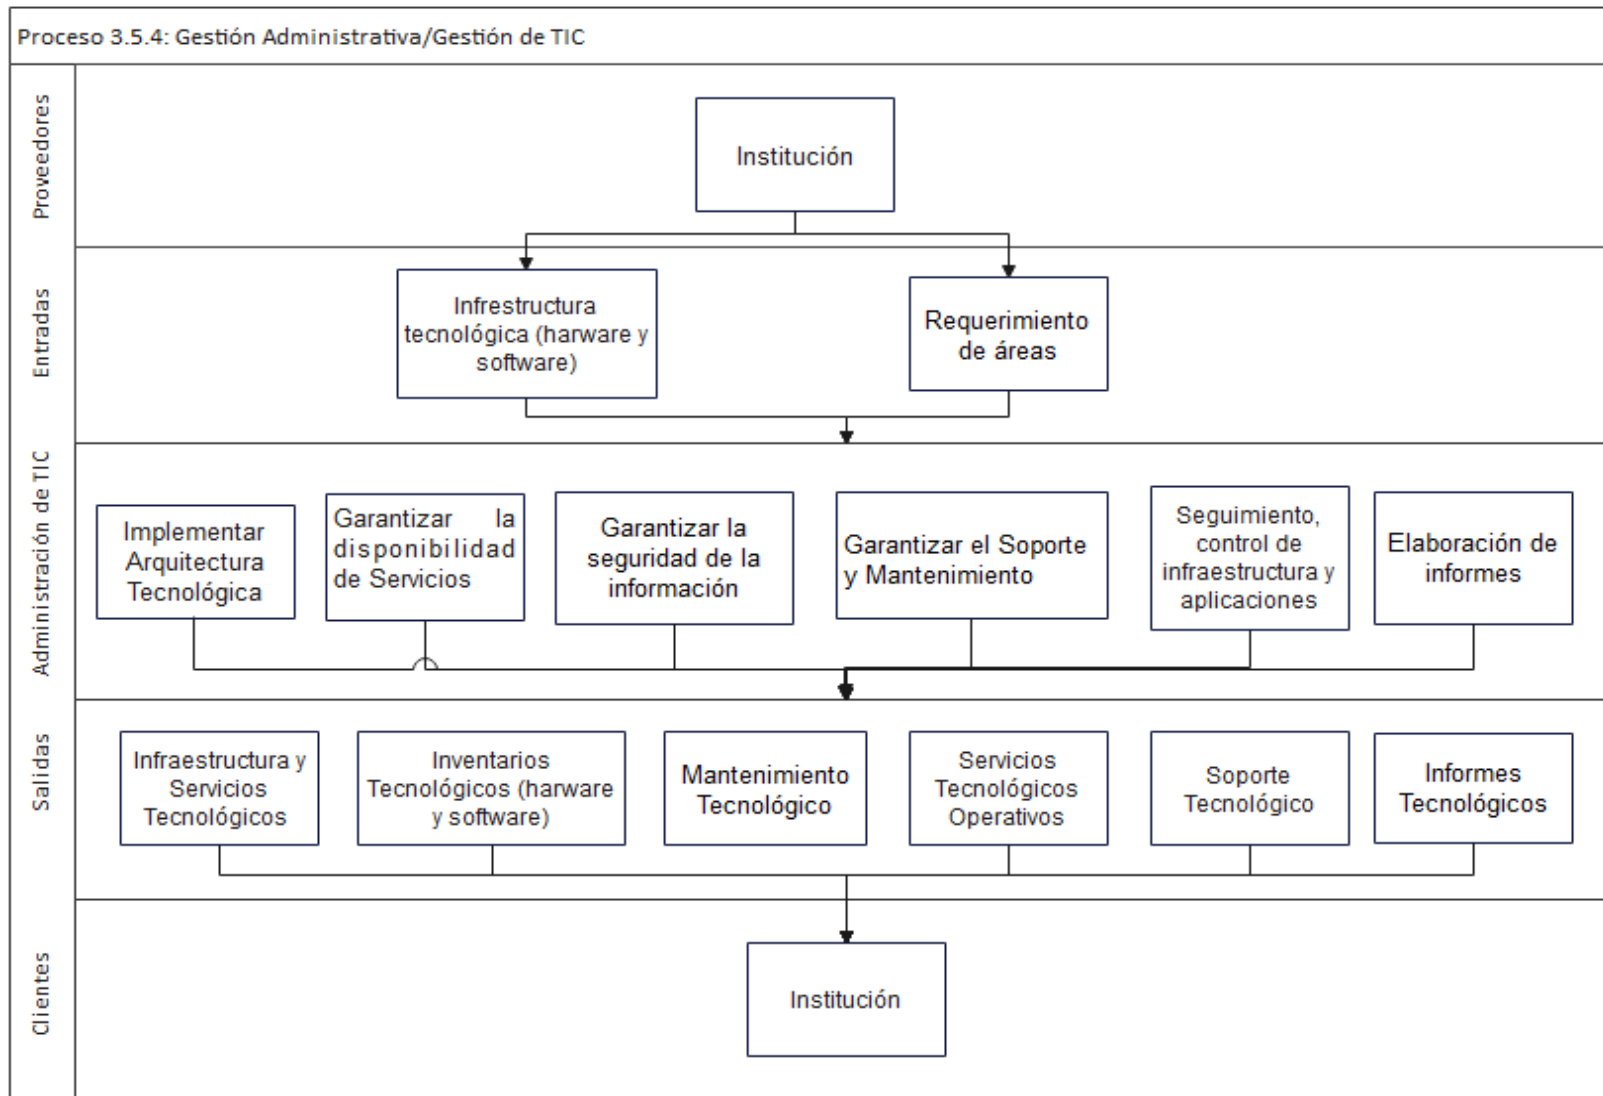 Proceso 3.5.4: Gestión Administrativa/Gestión de TIC
Proveedores
Institución
Entradas
Infrestructura
tecnológica (harware y
software)
Requerimiento
de áreas
Administración de TIC
Implementar
Arquitectura
Tecnológica
Garantizar la
disponibilidad
de Servicios
Garantizar la
seguridad de la
información
Garantizar el Soporte
y Mantenimiento
Seguimiento,
control de
infraestructura y
aplicaciones
Elaboración de
informes
Salidas
Infraestructura y
Servicios
Tecnológicos
Inventarios
Tecnológicos (harware
y software)
Mantenimiento
Tecnológico
Servicios
Tecnológicos
Operativos
Soporte
Tecnológico
Informes
Tecnológicos
Clientes
Institución